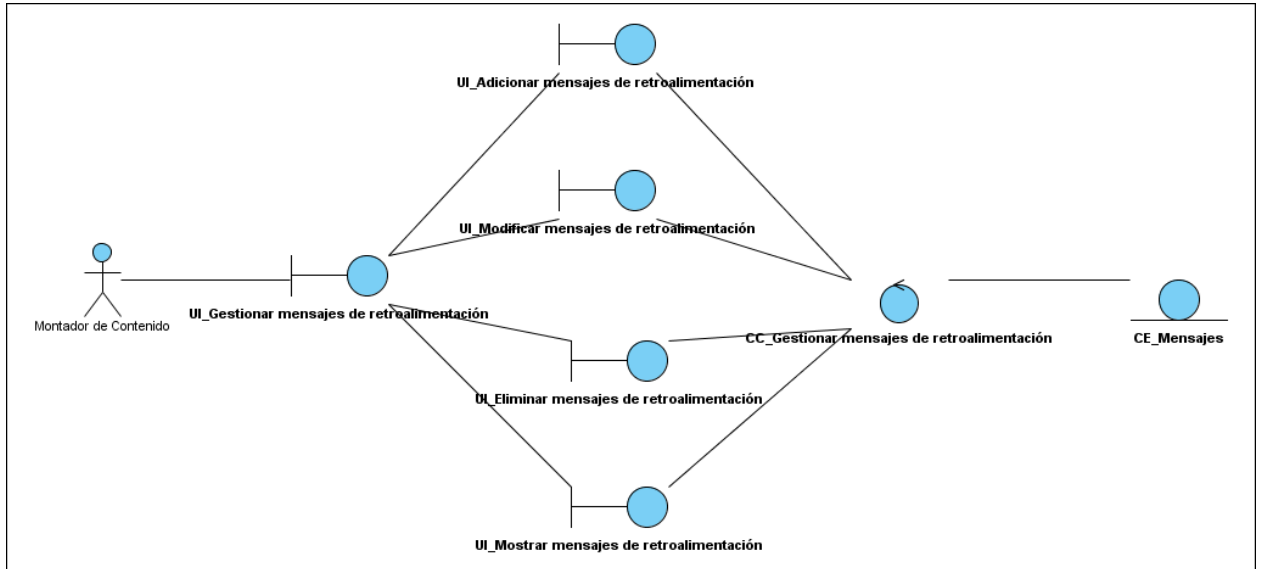 UI_Adicionar mensajes de retroalimentación
UI_Modificar mensajes de retroalimentación
Montador de Contenido
UI_Gestionar mensajes de retroalimentación
CC_Gestionar mensajes de retroalimentación
CE_Mensajes
UI_Eliminar mensajes de retroalimentación
UI_Mostrar mensajes de retroalimentación